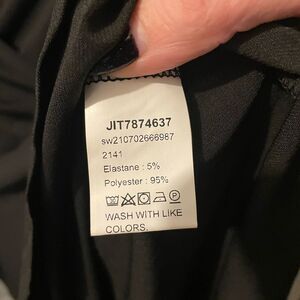 JIT7874637
sw210702666987
2141
Elastane : 5%
Polyester : 95%
WASH WITH LIKE
COLORS.